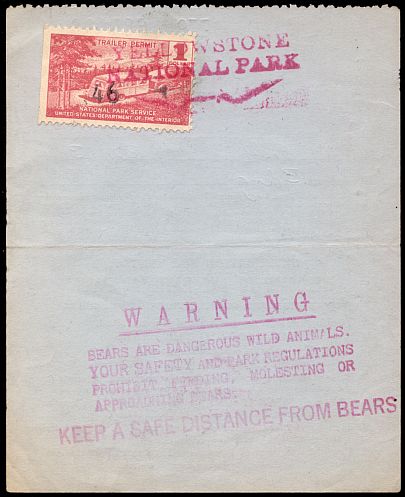 TRAILER PERMIT
1
YELLOWSTONE
NATIONAL PARK
46
NATIONAL PARK SERVICE
UNITED STATES DEPARTMENT OF THE INTERIOR
WARNING
BEARS ARE DANGEROUS WILD ANIMALS.
YOUR SAFETY AND PARK REGULATIONS
PROHIBIT FEEDING, MOLESTING OR
APPROACHING BEARS.
KEEP A SAFE DISTANCE FROM BEARS